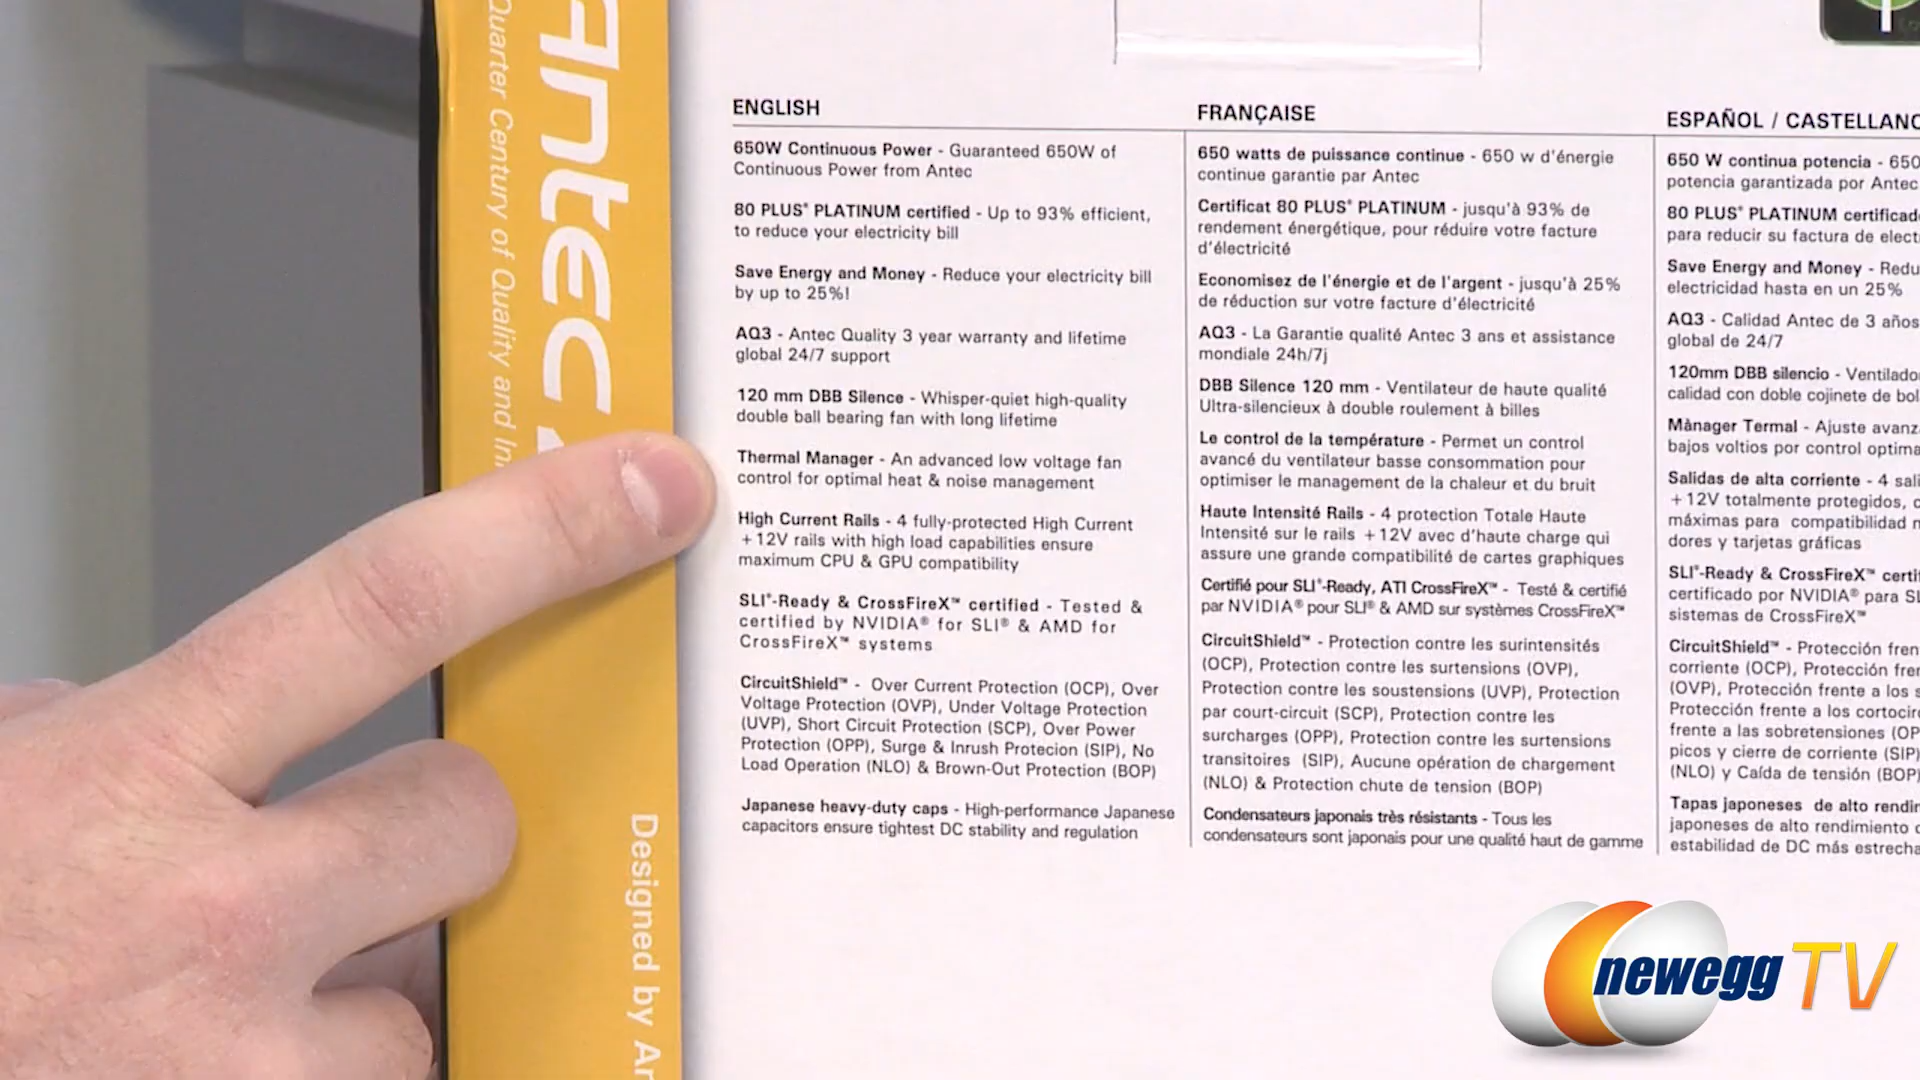 Antec
Quarter Century of Quality and In
Designed by An
ENGLISH
650W Continuous Power - Guaranteed 650W of
Continuous Power from Antec
80 PLUS® PLATINUM certified - Up to 93% efficient,
to reduce your electricity bill
Save Energy and Money - Reduce your electricity bill
by up to 25%!
AQ3 - Antec Quality 3 year warranty and lifetime
global 24/7 support
120 mm DBB Silence - Whisper-quiet high-quality
double ball bearing fan with long lifetime
Thermal Manager - An advanced low voltage fan
control for optimal heat & noise management
High Current Rails - 4 fully-protected High Current
+12V rails with high load capabilities ensure
maximum CPU & GPU compatibility
SLI®-Ready & CrossFireX™ certified - Tested &
certified by NVIDIA® for SLI® & AMD for
CrossFireX™ systems
CircuitShield™ - Over Current Protection (OCP), Over
Voltage Protection (OVP), Under Voltage Protection
(UVP), Short Circuit Protection (SCP), Over Power
Protection (OPP), Surge & Inrush Protecion (SIP), No
Load Operation (NLO) & Brown-Out Protection (BOP)
Japanese heavy-duty caps - High-performance Japanese
capacitors ensure tightest DC stability and regulation
FRANÇAISE
650 watts de puissance continue - 650 w d'énergie
continue garantie par Antec
Certificat 80 PLUS® PLATINUM - jusqu'à 93% de
rendement énergétique, pour réduire votre facture
d'électricité
Economisez de l'énergie et de l'argent - jusqu'à 25%
de réduction sur votre facture d'électricité
AQ3 - La Garantie qualité Antec 3 ans et assistance
mondiale 24h/7j
DBB Silence 120 mm - Ventilateur de haute qualité
Ultra-silencieux à double roulement à billes
Le control de la température - Permet un control
avancé du ventilateur basse consommation pour
optimiser le management de la chaleur et du bruit
Haute Intensité Rails - 4 protection Totale Haute
Intensité sur le rails +12V avec d'haute charge qui
assure une grande compatibilité de cartes graphiques
Certifié pour SLI®-Ready, ATI CrossFireX™ - Testé & certifié
par NVIDIA® pour SLI® & AMD sur systèmes CrossFireX™
CircuitShield™ - Protection contre les surintensités
(OCP), Protection contre les surtensions (OVP),
Protection contre les soustensions (UVP), Protection
par court-circuit (SCP), Protection contre les
surcharges (OPP), Protection contre les surtensions
transitoires (SIP), Aucune opération de chargement
(NLO) & Protection chute de tension (BOP)
Condensateurs japonais très résistants - Tous les
condensateurs sont japonais pour une qualité haut de gamme
ESPAÑOL / CASTELLANO
650 W continua potencia - 650
potencia garantizada por Antec
80 PLUS® PLATINUM certificado
para reducir su factura de elect
Save Energy and Money - Redu
electricidad hasta en un 25%
AQ3 - Calidad Antec de 3 años
global de 24/7
120mm DBB silencio - Ventilado
calidad con doble cojinete de bol
Mànager Termal - Ajuste avanza
bajos voltios por control optima
Salidas de alta corriente - 4 sali
+12V totalmente protegidos, c
máximas para compatibilidad m
dores y tarjetas gráficas
SLI®-Ready & CrossFireX™ certi
certificado por NVIDIA® para SL
sistemas de CrossFireX™
CircuitShield™ - Protección fren
corriente (OCP), Protección frer
(OVP), Protección frente a los s
Protección frente a los cortocir
frente a las sobretensiones (OP
picos y cierre de corriente (SIP)
(NLO) y Caída de tensión (BOP)
Tapas japoneses de alto rendin
japoneses de alto rendimiento c
estabilidad de DC más estrecha
newegg TV